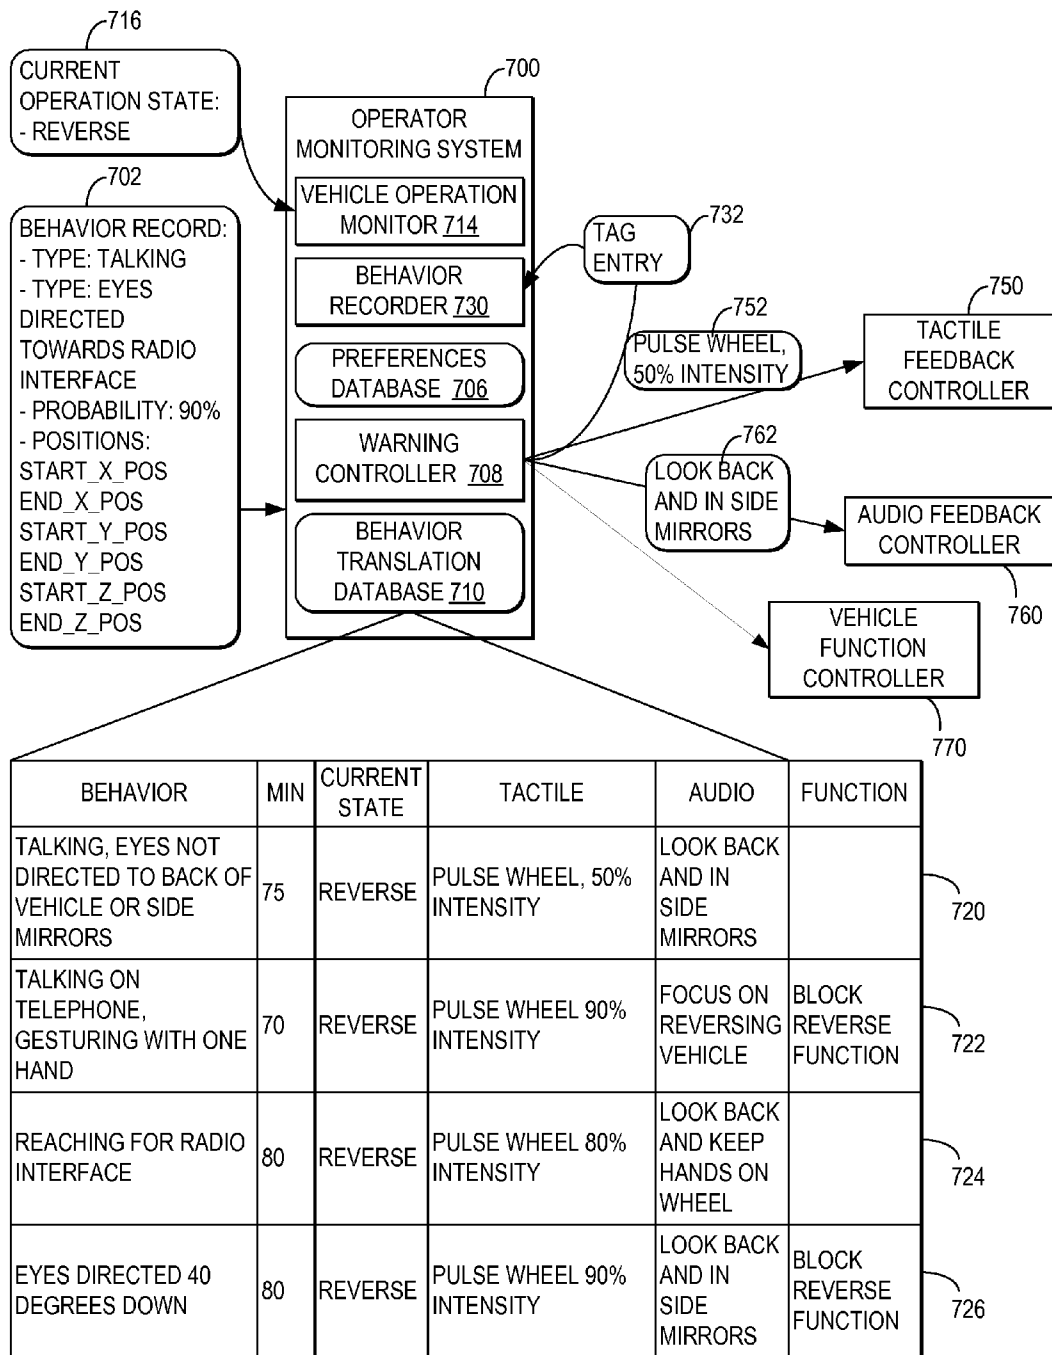 716
CURRENT
OPERATION STATE:
- REVERSE
702
BEHAVIOR RECORD:
- TYPE: TALKING
- TYPE: EYES
DIRECTED
TOWARDS RADIO
INTERFACE
- PROBABILITY: 90%
- POSITIONS:
START_X_POS
END_X_POS
START_Y_POS
END_Y_POS
START_Z_POS
END_Z_POS
700
OPERATOR
MONITORING SYSTEM
VEHICLE OPERATION
MONITOR 714
BEHAVIOR
RECORDER 730
PREFERENCES
DATABASE 706
WARNING
CONTROLLER 708
BEHAVIOR
TRANSLATION
DATABASE 710
732
TAG
ENTRY
752
PULSE WHEEL,
50% INTENSITY
750
TACTILE
FEEDBACK
CONTROLLER
762
LOOK BACK
AND IN SIDE
MIRRORS
AUDIO FEEDBACK
CONTROLLER
760
VEHICLE
FUNCTION
CONTROLLER
770
BEHAVIOR
MIN
CURRENT
STATE
TACTILE
AUDIO
FUNCTION
TALKING, EYES NOT
DIRECTED TO BACK OF
VEHICLE OR SIDE
MIRRORS
75
REVERSE
PULSE WHEEL, 50%
INTENSITY
LOOK BACK
AND IN
SIDE
MIRRORS
720
TALKING ON
TELEPHONE,
GESTURING WITH ONE
HAND
70
REVERSE
PULSE WHEEL 90%
INTENSITY
FOCUS ON
REVERSING
VEHICLE
BLOCK
REVERSE
FUNCTION
722
REACHING FOR RADIO
INTERFACE
80
REVERSE
PULSE WHEEL 80%
INTENSITY
LOOK BACK
AND KEEP
HANDS ON
WHEEL
724
EYES DIRECTED 40
DEGREES DOWN
80
REVERSE
PULSE WHEEL 90%
INTENSITY
LOOK BACK
AND IN
SIDE
MIRRORS
BLOCK
REVERSE
FUNCTION
726